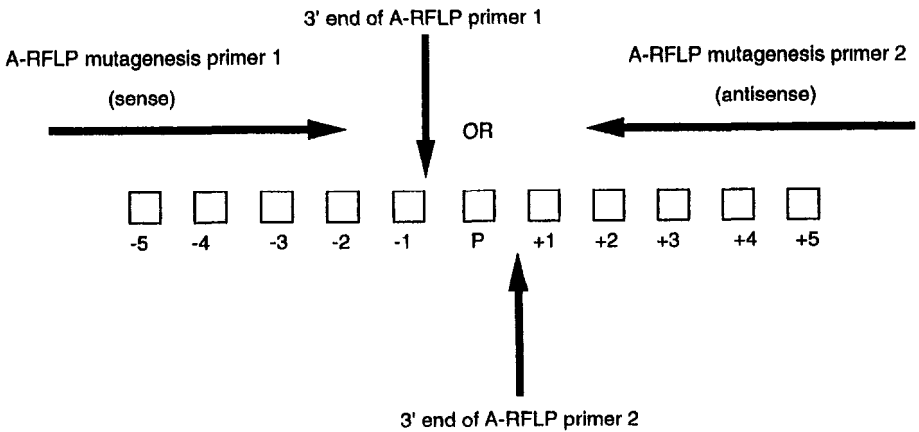 3' end of A-RFLP primer 1
A-RFLP mutagenesis primer 1
(sense)
A-RFLP mutagenesis primer 2
(antisense)
OR
-5 -4 -3 -2 -1 P +1 +2 +3 +4 +5
3' end of A-RFLP primer 2